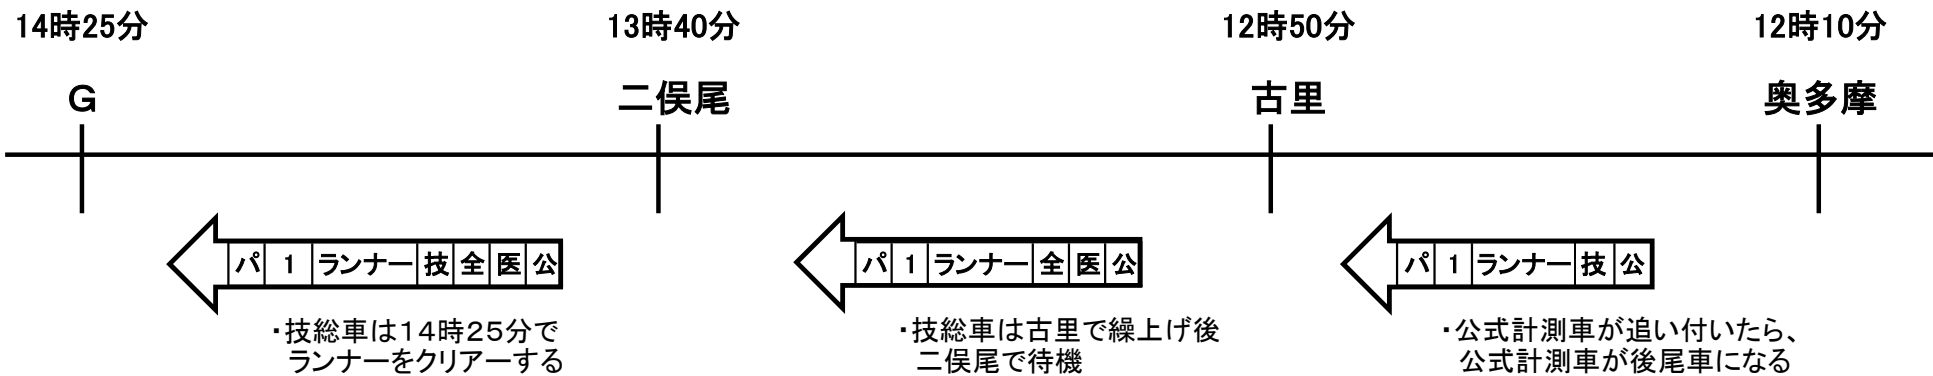 14時25分 13時40分 12時50分 12時10分
G 二俣尾 古里 奥多摩
パ 1 ランナー 技 全 医 公 パ 1 ランナー 全 医 公 パ 1 ランナー 技 公
・技総車は14時25分で
ランナーをクリアーする
・技総車は古里で繰上げ後
二俣尾で待機
・公式計測車が追い付いたら、
公式計測車が後尾車になる